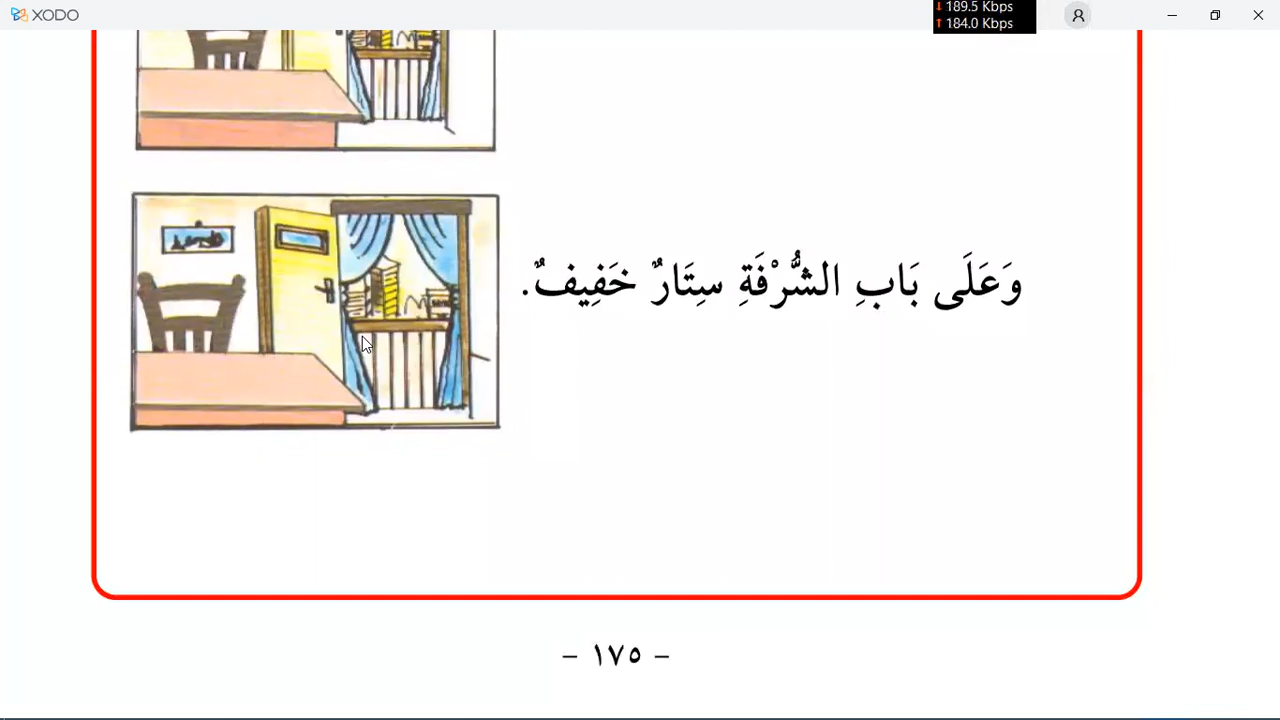 XODO
↓ 189.5 Kbps
↑ 184.0 Kbps
وَعَلَى بَابِ الشُّرْفَةِ سِتَارٌ خَفِيفٌ.
- ١٧٥ -